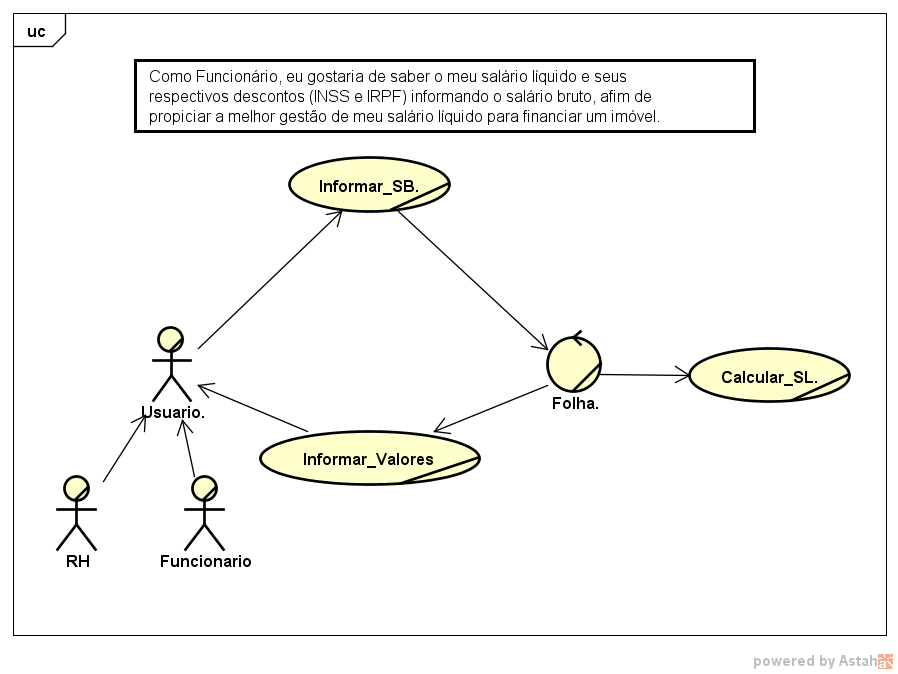 uc
Como Funcionário, eu gostaria de saber o meu salário líquido e seus
respectivos descontos (INSS e IRPF) informando o salário bruto, afim de
propiciar a melhor gestão de meu salário líquido para financiar um imóvel.
Informar_SB.
Calcular_SL.
Folha.
Usuario.
Informar_Valores
RH
Funcionario
powered by Astah